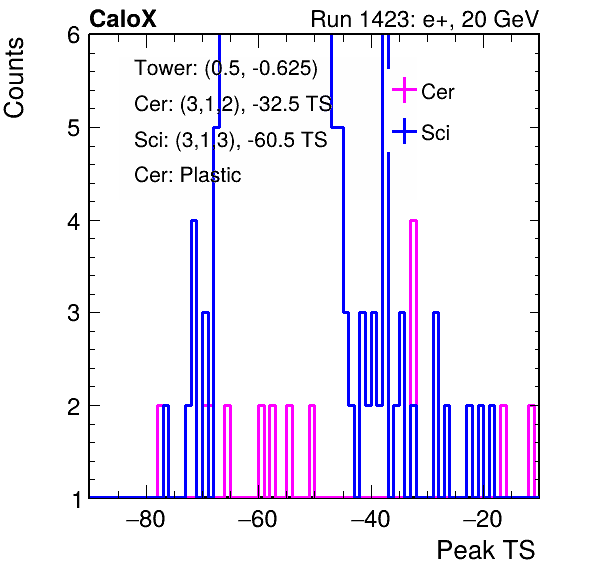 CaloX Run 1423: e+, 20 GeV
Counts
6
5
4
3
2
1
Tower: (0.5, -0.625)
Cer: (3,1,2), -32.5 TS
Sci: (3,1,3), -60.5 TS
Cer: Plastic
Cer
Sci
−80 −60 −40 −20
Peak TS